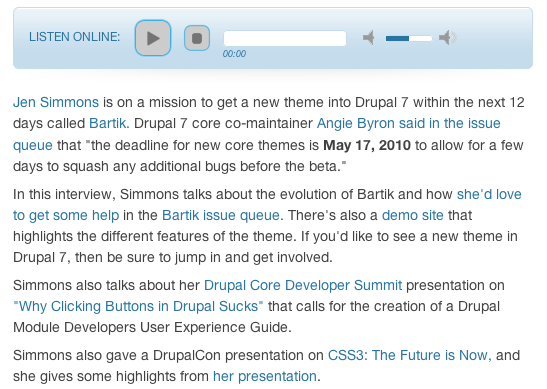 LISTEN ONLINE:
00:00
Jen Simmons is on a mission to get a new theme into Drupal 7 within the next 12
days called Bartik. Drupal 7 core co-maintainer Angie Byron said in the issue
queue that "the deadline for new core themes is May 17, 2010 to allow for a few
days to squash any additional bugs before the beta."
In this interview, Simmons talks about the evolution of Bartik and how she'd love
to get some help in the Bartik issue queue. There's also a demo site that
highlights the different features of the theme. If you'd like to see a new theme in
Drupal 7, then be sure to jump in and get involved.
Simmons also talks about her Drupal Core Developer Summit presentation on
"Why Clicking Buttons in Drupal Sucks" that calls for the creation of a Drupal
Module Developers User Experience Guide.
Simmons also gave a DrupalCon presentation on CSS3: The Future is Now, and
she gives some highlights from her presentation.